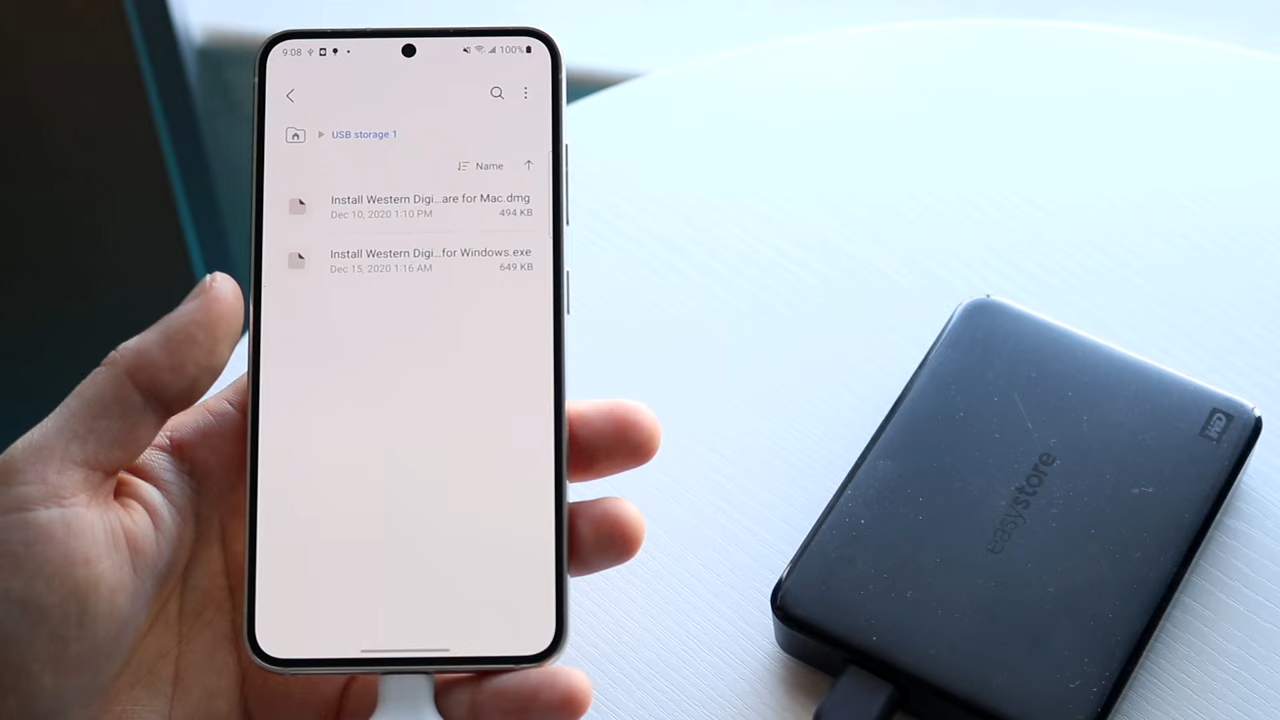 9:08
100%
USB storage 1
Name
Install Western Digi...are for Mac.dmg
Dec 10, 2020 1:10 PM
494 KB
Install Western Digi...for Windows.exe
Dec 15, 2020 1:16 AM
649 KB
easystore
WD